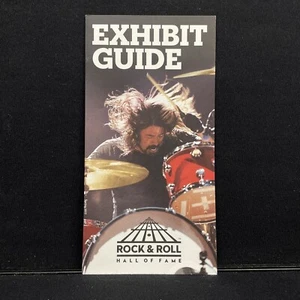 EXHIBIT
GUIDE
ROCK & ROLL
HALL OF FAME